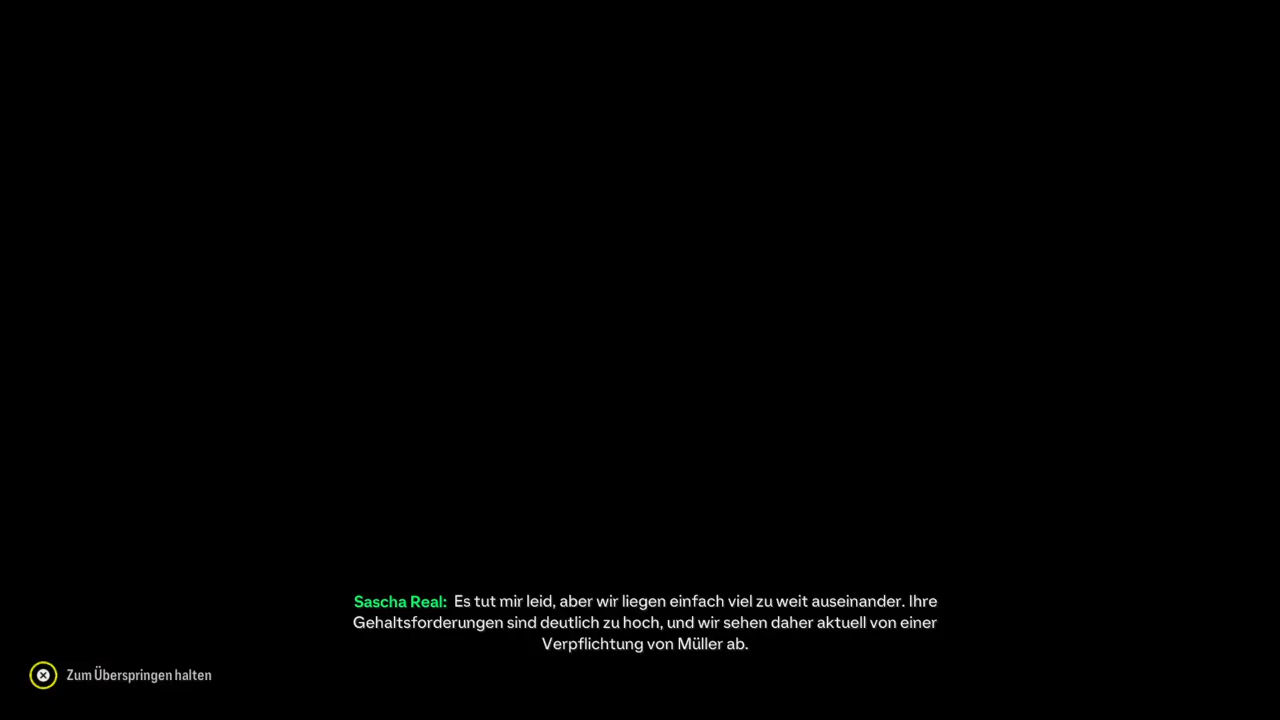 Sascha Real: Es tut mir leid, aber wir liegen einfach viel zu weit auseinander. Ihre
Gehaltsforderungen sind deutlich zu hoch, und wir sehen daher aktuell von einer
Verpflichtung von Müller ab.
Zum Überspringen halten